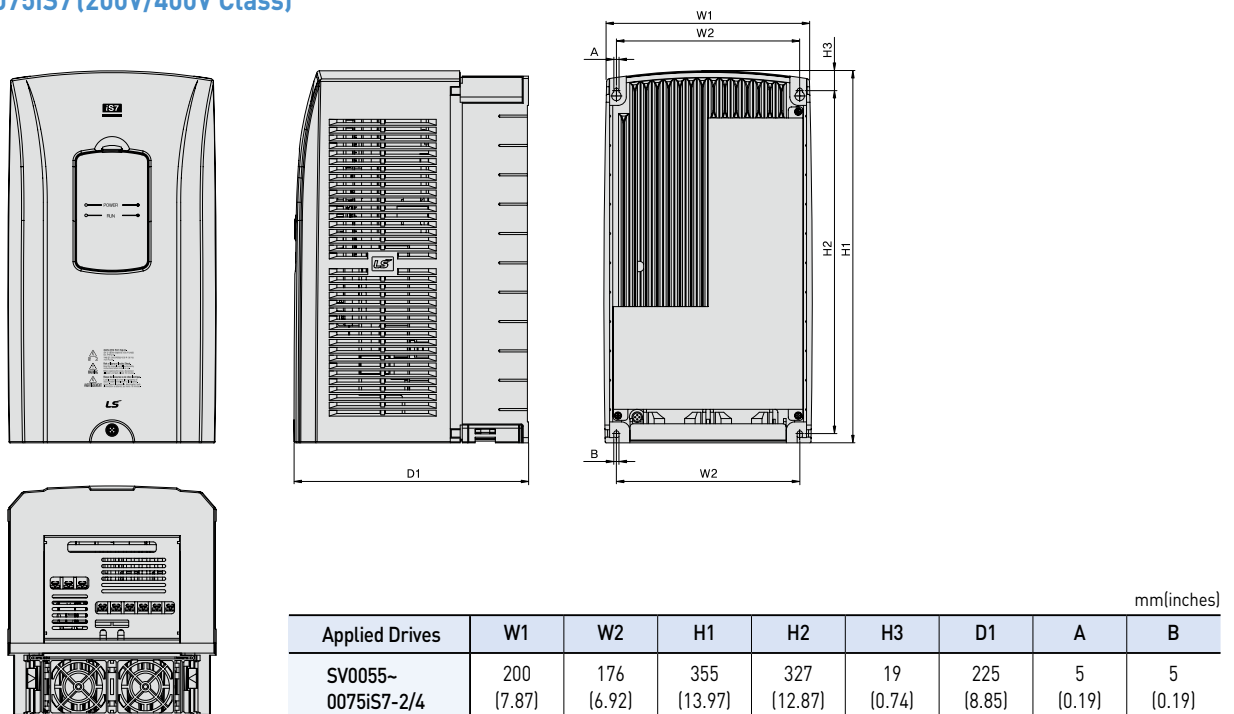 0075iS7 (200V/400V Class)
W1
W2
A
H3
iS7
POWER
RUN
LS
H2
H1
LS
B
W2
D1
mm(inches)
Applied Drives W1 W2 H1 H2 H3 D1 A B
SV0055~ 200 176 355 327 19 225 5 5
0075iS7-2/4 (7.87) (6.92) (13.97) (12.87) (0.74) (8.85) (0.19) (0.19)